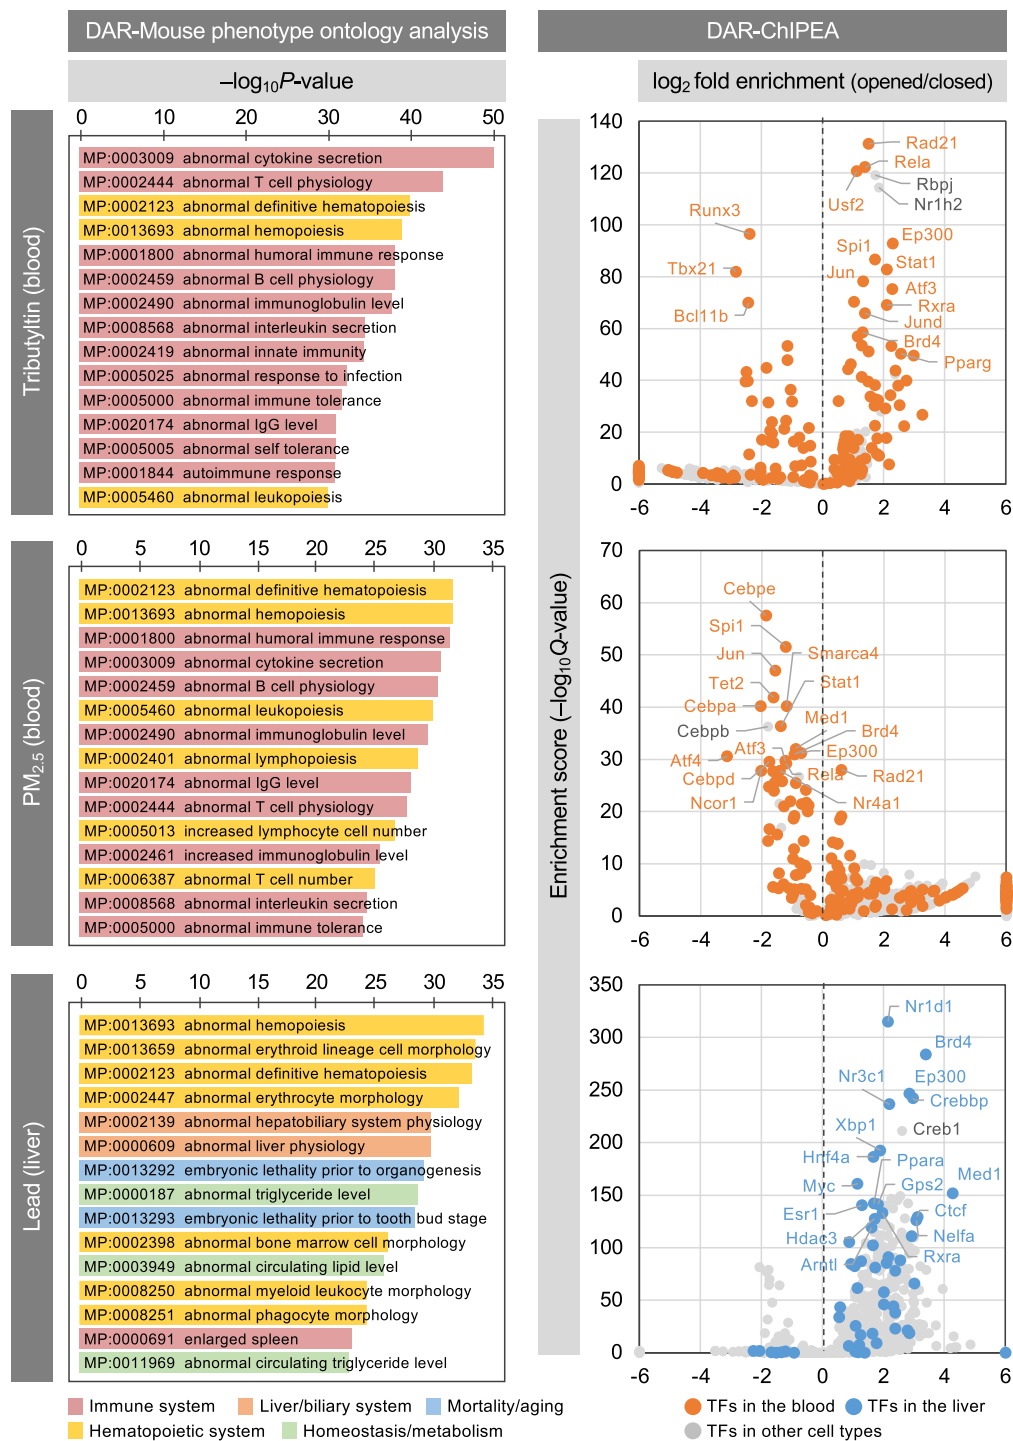 DAR-Mouse phenotype ontology analysis
DAR-ChIPEA
–log10P-value
log2 fold enrichment (opened/closed)
Tributyltin (blood)
0 10 20 30 40 50
MP:0003009 abnormal cytokine secretion
MP:0002444 abnormal T cell physiology
MP:0002123 abnormal definitive hematopoiesis
MP:0013693 abnormal hemopoiesis
MP:0001800 abnormal humoral immune response
MP:0002459 abnormal B cell physiology
MP:0002490 abnormal immunoglobulin level
MP:0008568 abnormal interleukin secretion
MP:0002419 abnormal innate immunity
MP:0005025 abnormal response to infection
MP:0005000 abnormal immune tolerance
MP:0020174 abnormal IgG level
MP:0005005 abnormal self tolerance
MP:0001844 autoimmune response
MP:0005460 abnormal leukopoiesis
Enrichment score (–log10Q-value)
140
120
100
80
60
40
20
0
-6 -4 -2 0 2 4 6
Rad21
Rela
Rbpj
Nr1h2
Usf2
Runx3
Ep300
Spi1
Stat1
Tbx21
Jun
Atf3
Rxra
Bcl11b
Jund
Brd4
Pparg
PM2.5 (blood)
0 5 10 15 20 25 30 35
MP:0002123 abnormal definitive hematopoiesis
MP:0013693 abnormal hemopoiesis
MP:0001800 abnormal humoral immune response
MP:0003009 abnormal cytokine secretion
MP:0002459 abnormal B cell physiology
MP:0005460 abnormal leukopoiesis
MP:0002490 abnormal immunoglobulin level
MP:0002401 abnormal lymphopoiesis
MP:0020174 abnormal IgG level
MP:0002444 abnormal T cell physiology
MP:0005013 increased lymphocyte cell number
MP:0002461 increased immunoglobulin level
MP:0006387 abnormal T cell number
MP:0008568 abnormal interleukin secretion
MP:0005000 abnormal immune tolerance
70
60
50
40
30
20
10
0
-6 -4 -2 0 2 4 6
Cebpe
Spi1
Jun
Smarca4
Tet2
Stat1
Cebpa
Med1
Cebpb
Brd4
Atf3
Ep300
Atf4
Cebpd
Rela
Rad21
Ncor1
Nr4a1
Lead (liver)
0 5 10 15 20 25 30 35
MP:0013693 abnormal hemopoiesis
MP:0013659 abnormal erythroid lineage cell morphology
MP:0002123 abnormal definitive hematopoiesis
MP:0002447 abnormal erythrocyte morphology
MP:0002139 abnormal hepatobiliary system physiology
MP:0000609 abnormal liver physiology
MP:0013292 embryonic lethality prior to organogenesis
MP:0000187 abnormal triglyceride level
MP:0013293 embryonic lethality prior to tooth bud stage
MP:0002398 abnormal bone marrow cell morphology
MP:0003949 abnormal circulating lipid level
MP:0008250 abnormal myeloid leukocyte morphology
MP:0008251 abnormal phagocyte morphology
MP:0000691 enlarged spleen
MP:0011969 abnormal circulating triglyceride level
350
300
250
200
150
100
50
0
-6 -4 -2 0 2 4 6
Nr1d1
Brd4
Nr3c1
Ep300
Crebbp
Xbp1
Creb1
Hnf4a
Ppara
Med1
Myc
Gps2
Esr1
Ctcf
Hdac3
Nelfa
Arntl
Rxra
Immune system
Liver/biliary system
Mortality/aging
Hematopoietic system
Homeostasis/metabolism
TFs in the blood
TFs in the liver
TFs in other cell types